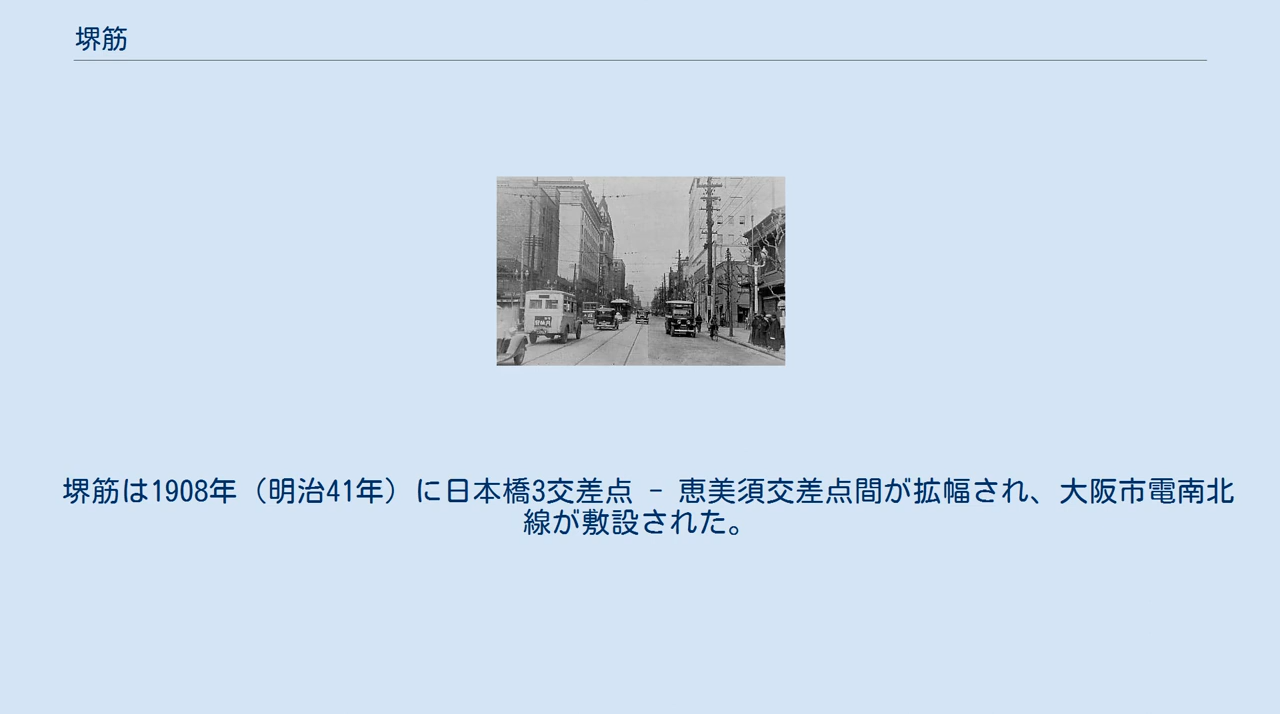 堺筋
堺筋は1908年（明治41年）に日本橋3交差点 - 恵美須交差点間が拡幅され、大阪市電南北
線が敷設された。